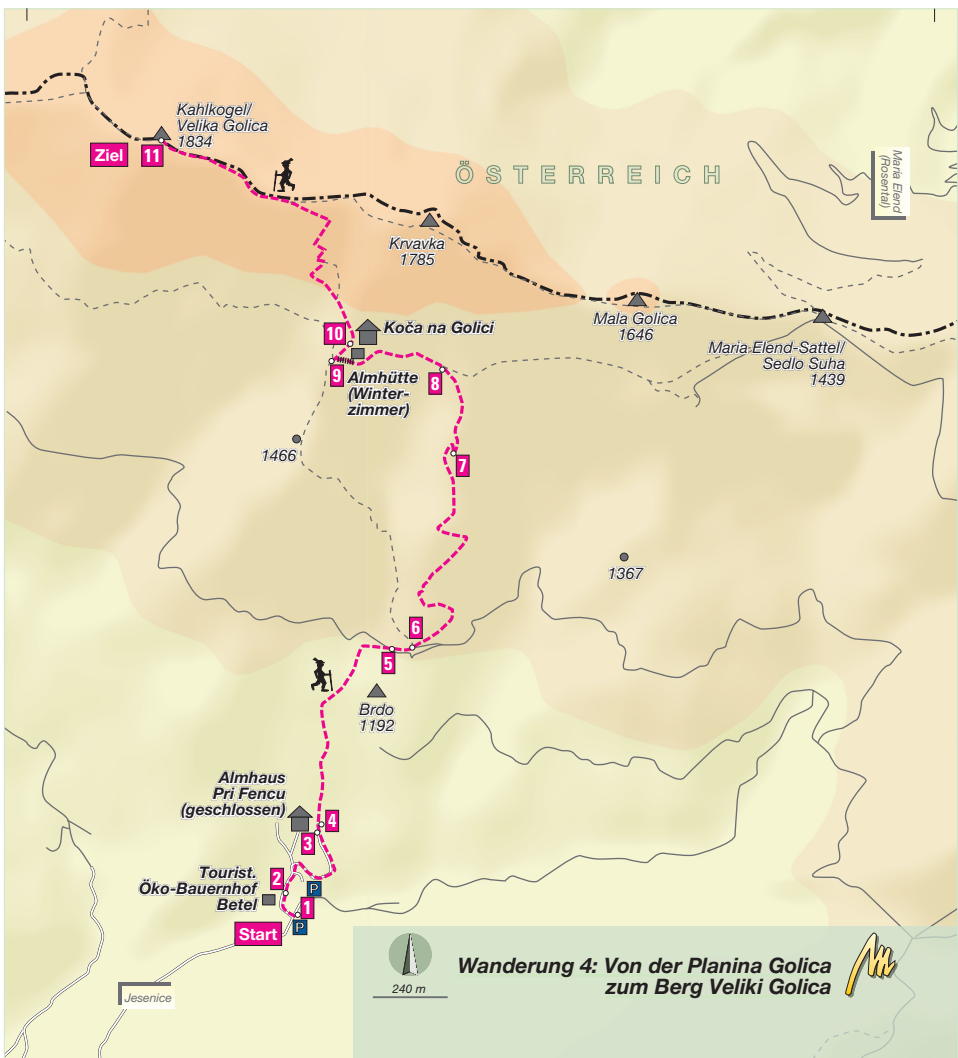 Kahlkogel/
Velika Golica
1834
Ziel
11
ÖSTERREICH
Maria Elend
(Rosental)
Krvavka
1785
Mala Golica
1646
Maria Elend-Sattel/
Sedlo Suha
1439
10
Koča na Golici
9
Almhütte
(Winter-
zimmer)
8
1466
7
1367
6
5
Brdo
1192
Almhaus
Pri Fencu
(geschlossen)
4
3
Tourist.
Öko-Bauernhof
Betel
2
P
1
P
Start
Jesenice
240 m
Wanderung 4: Von der Planina Golica
zum Berg Veliki Golica